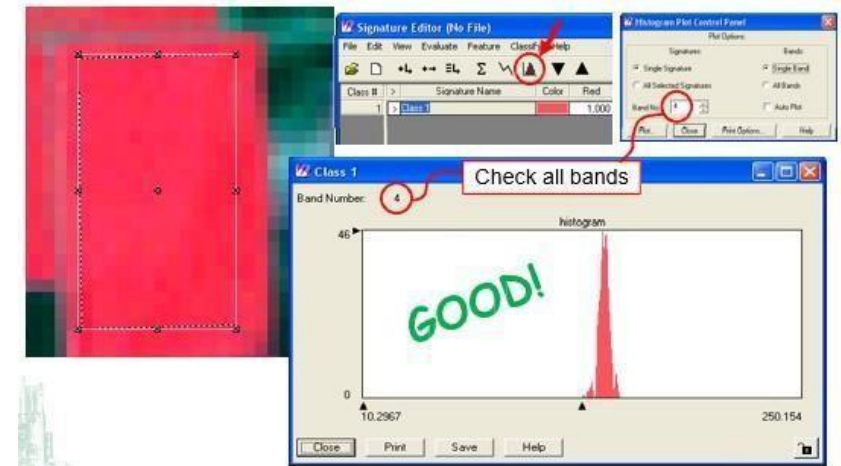 Signature Editor (No File)
File Edit View Evaluate Feature Classify Help
Class # > Signature Name Color Red
1 > Class 1 1.000
Histogram Plot Control Panel
Plot Options:
Signatures: Bands:
Single Signature Single Band
All Selected Signatures All Bands
Band No: 4 Auto Plot
Plot... Close Print Options... Help
Check all bands
Class 1
Band Number: 4
histogram
46
GOOD!
0
10.2967 250.154
Close Print Save Help